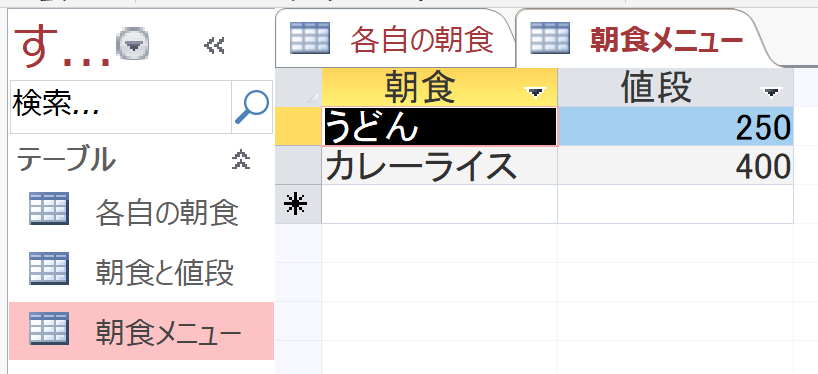 す...
検索...
テーブル
各自の朝食
朝食と値段
朝食メニュー
各自の朝食 朝食メニュー
朝食 値段
うどん 250
カレーライス 400